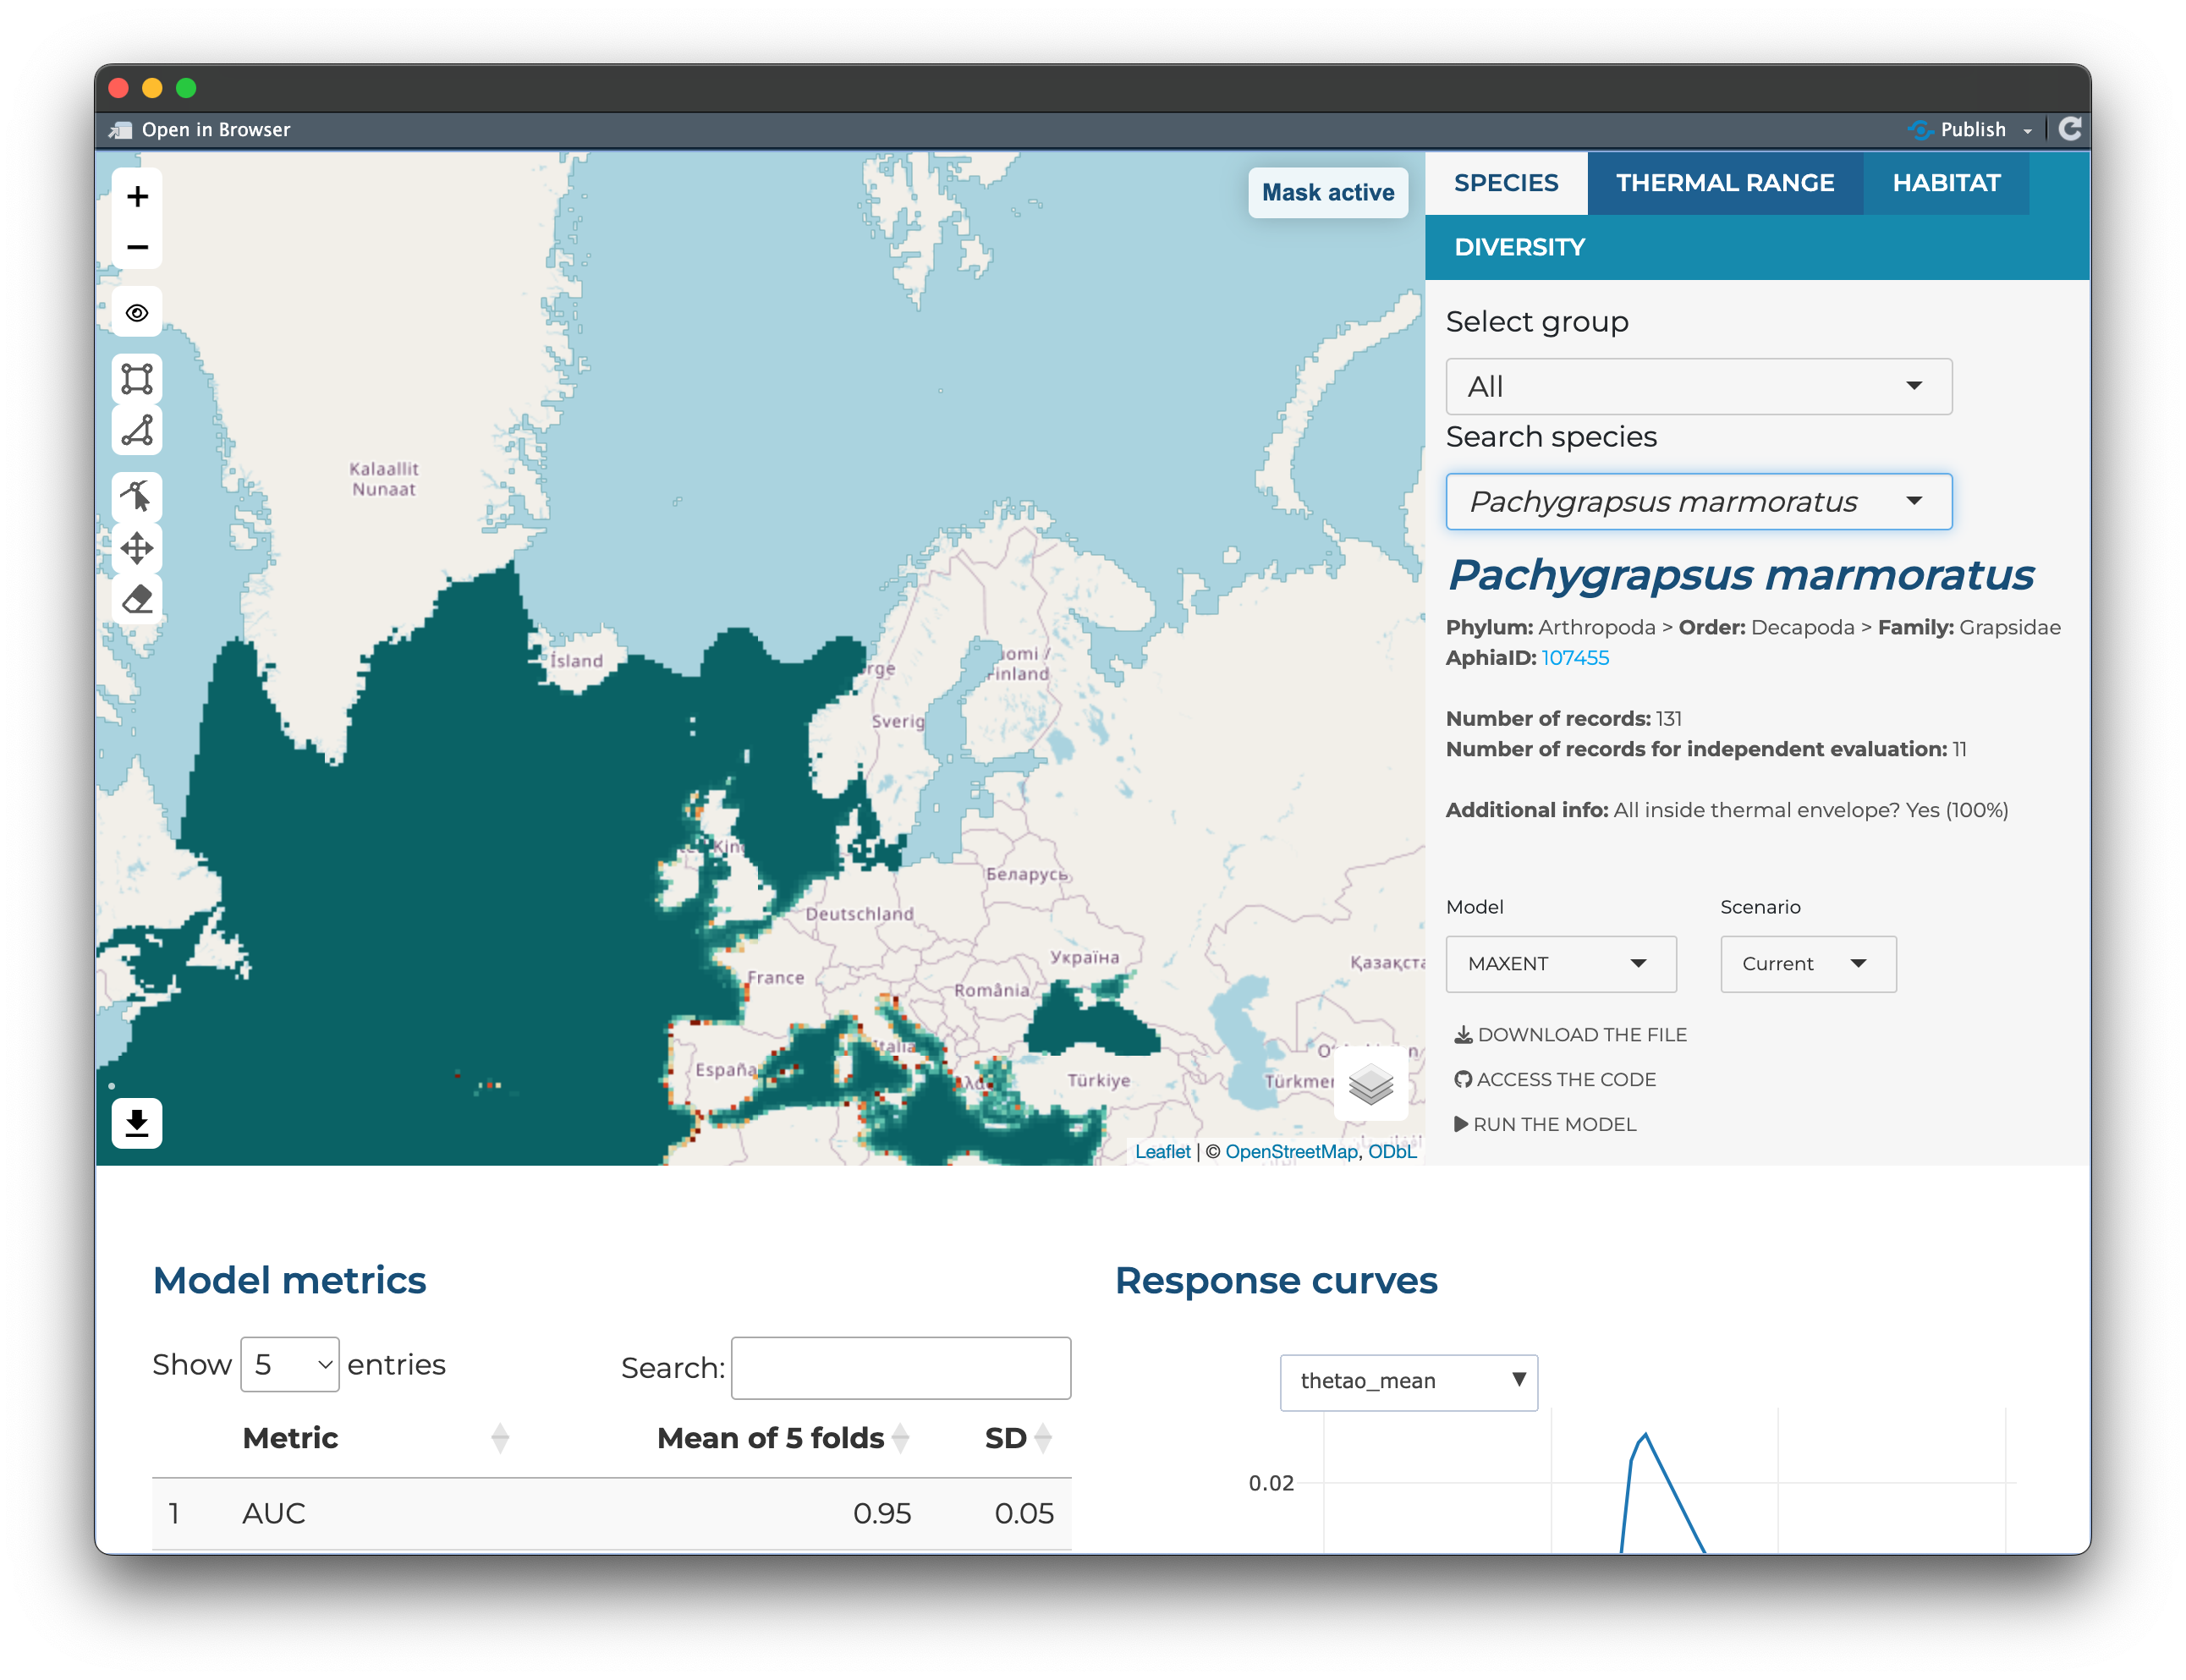 Open in Browser
Publish
+
−
Mask active
Kalaallit
Nunaat
Ísland
rge
uomi /
inland
Sverig
Kin
Беларусь
Deutschland
Україна
France
România
Қазақста
Italia
España
Türkiye
Türkmer
Leaflet | © OpenStreetMap, ODbL
SPECIES
THERMAL RANGE
HABITAT
DIVERSITY
Select group
All
Search species
Pachygrapsus marmoratus
Pachygrapsus marmoratus
Phylum: Arthropoda > Order: Decapoda > Family: Grapsidae
AphiaID: 107455
Number of records: 131
Number of records for independent evaluation: 11
Additional info: All inside thermal envelope? Yes (100%)
Model Scenario
MAXENT Current
DOWNLOAD THE FILE
ACCESS THE CODE
RUN THE MODEL
Model metrics
Show 5 entries
Search:
Metric Mean of 5 folds SD
1 AUC 0.95 0.05
Response curves
thetao_mean
0.02